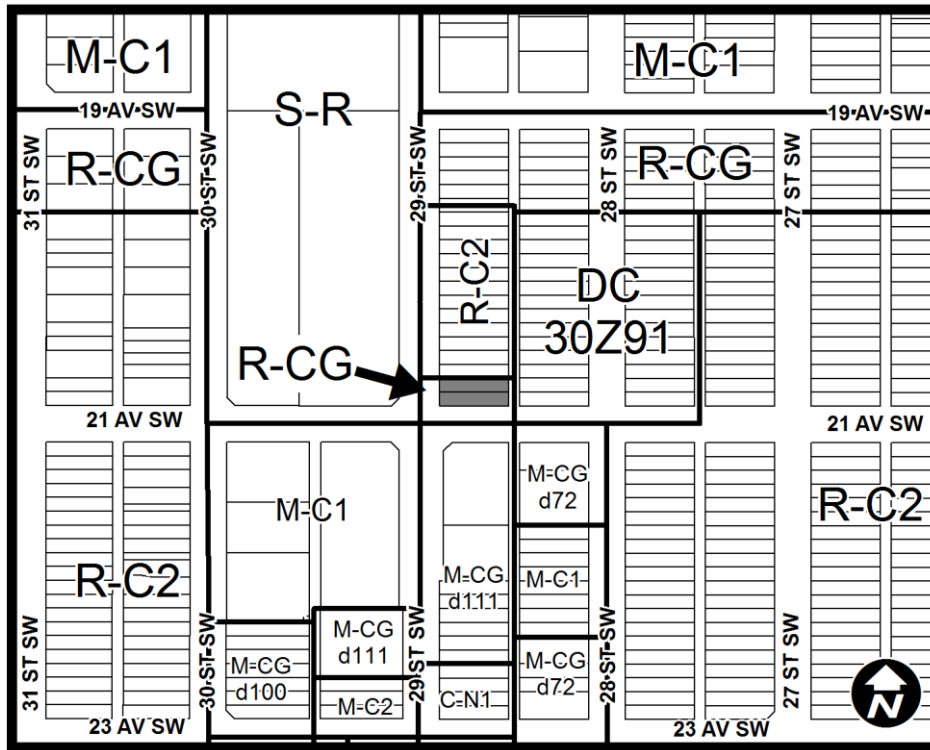 M-C1
M-C1
19 AV SW
19 AV SW
S-R
31 ST SW
R-CG
30 ST SW
29 ST SW
28 ST SW
R-CG
27 ST SW
R-C2
DC
30Z91
R-CG
21 AV SW
21 AV SW
M-C1
M-CG
d72
R-C2
R-C2
M-CG
d111
M-C1
31 ST SW
30 ST SW
M-CG
d100
M-CG
d111
29 ST SW
M-CG
d72
28 ST SW
27 ST SW
M-C2
C-N1
23 AV SW
23 AV SW
N